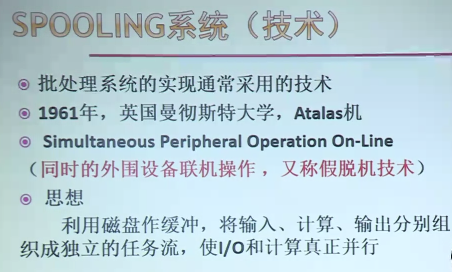 SPOOLING系统（技术）
批处理系统的实现通常采用的技术
1961年，英国曼彻斯特大学，Atalas机
Simultaneous Peripheral Operation On-Line
（同时的外围设备联机操作，又称假脱机技术）
思想
利用磁盘作缓冲，将输入、计算、输出分别组
织成独立的任务流，使I/O和计算真正并行